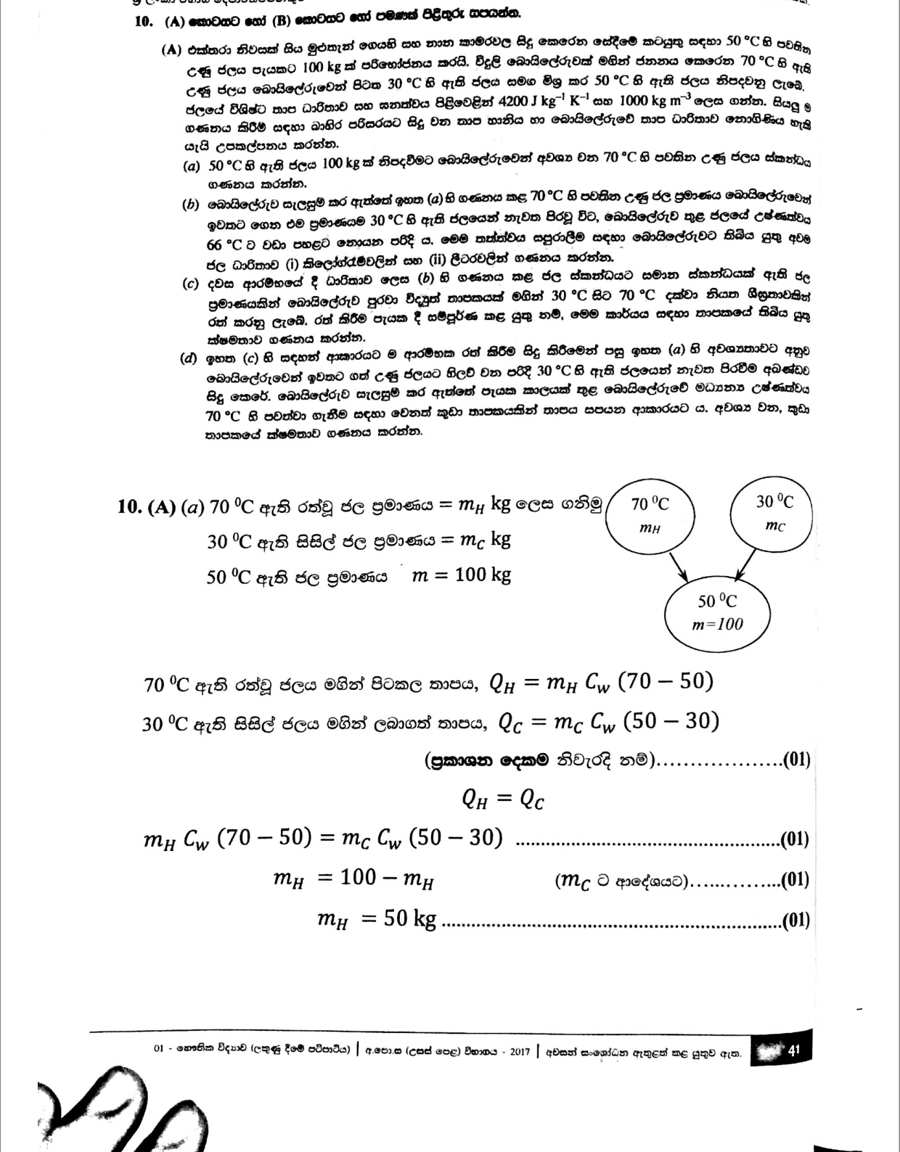 10. (A) කොටසට හෝ (B) කොටසට හෝ පමණක් පිළිතුරු සපයන්න.
(A) එක්තරා නිවසක් සිය මුළුතැන් ගෙයහි සහ නාන කාමරවල සිදු කෙරෙන සේදීමේ කටයුතු සඳහා 50 °C හි පවතින
උණු ජලය පැයකට 100 kg ක් පරිභෝජනය කරයි. විදුලි බොයිලේරුවක් මගින් ජනනය කෙරෙන 70 °C හි ඇති
උණු ජලය බොයිලේරුවෙන් පිටත 30 °C හි ඇති ජලය සමග මිශ්‍ර කර 50 °C හි ඇති ජලය නිපදවනු ලැබේ.
ජලයේ විශිෂ්ට තාප ධාරිතාව සහ ඝනත්වය පිළිවෙළින් 4200 J kg⁻¹ K⁻¹ සහ 1000 kg m⁻³ ලෙස ගන්න. සියලු ම
ගණනය කිරීම් සඳහා බාහිර පරිසරයට සිදු වන තාප හානිය හා බොයිලේරුවේ තාප ධාරිතාව නොගිණිය හැකි
යැයි උපකල්පනය කරන්න.
(a) 50 °C හි ඇති ජලය 100 kg ක් නිපදවීමට බොයිලේරුවෙන් අවශ්‍ය වන 70 °C හි පවතින උණු ජලය ස්කන්ධය
ගණනය කරන්න.
(b) බොයිලේරුව සැලසුම් කර ඇත්තේ ඉහත (a) හි ගණනය කළ 70 °C හි පවතින උණු ජල ප්‍රමාණය බොයිලේරුවෙන්
ඉවතට ගෙන එම ප්‍රමාණයම 30 °C හි ඇති ජලයෙන් නැවත පිරවූ විට, බොයිලේරුව තුළ ජලයේ උෂ්ණත්වය
66 °C ට වඩා පහළට නොයන පරිදි ය. මෙම තත්ත්වය සපුරාලීම සඳහා බොයිලේරුවට තිබිය යුතු අවම
ජල ධාරිතාව (i) කිලෝග්රෑම්වලින් සහ (ii) ලීටරවලින් ගණනය කරන්න.
(c) දවස ආරම්භයේ දී ධාරිතාව ලෙස (b) හි ගණනය කළ ජල ස්කන්ධයට සමාන ස්කන්ධයක් ඇති ජල
ප්‍රමාණයකින් බොයිලේරුව පුරවා විද්‍යුත් තාපකයක් මගින් 30 °C සිට 70 °C දක්වා නියත ශීඝ්‍රතාවකින්
රත් කරනු ලැබේ. රත් කිරීම පැයක දී සම්පූර්ණ කළ යුතු නම්, මෙම කාර්යය සඳහා තාපකයේ තිබිය යුතු
ක්ෂමතාව ගණනය කරන්න.
(d) ඉහත (c) හි සඳහන් ආකාරයට ම ආරම්භක රත් කිරීම සිදු කිරීමෙන් පසු ඉහත (a) හි අවශ්‍යතාවට අනුව
බොයිලේරුවෙන් ඉවතට ගත් උණු ජලයට හිලව් වන පරිදි 30 °C හි ඇති ජලයෙන් නැවත පිරවීම අඛණ්ඩව
සිදු කෙරේ. බොයිලේරුව සැලසුම් කර ඇත්තේ පැයක කාලයක් තුළ බොයිලේරුවේ මධ්‍යන්‍ය උෂ්ණත්වය
70 °C හි පවත්වා ගැනීම සඳහා වෙනත් කුඩා තාපකයකින් තාපය සපයන ආකාරයට ය. අවශ්‍ය වන, කුඩා
තාපකයේ ක්ෂමතාව ගණනය කරන්න.
10. (A) (a) 70 ⁰C ඇති රත්වූ ජල ප්‍රමාණය = m_H kg ලෙස ගනිමු
70 ⁰C
m_H
30 ⁰C
m_C
30 ⁰C ඇති සිසිල් ජල ප්‍රමාණය = m_C kg
50 ⁰C ඇති ජල ප්‍රමාණය m = 100 kg
50 ⁰C
m=100
70 ⁰C ඇති රත්වූ ජලය මගින් පිටකල තාපය, Q_H = m_H C_w (70 − 50)
30 ⁰C ඇති සිසිල් ජලය මගින් ලබාගත් තාපය, Q_C = m_C C_w (50 − 30)
(ප්‍රකාශන දෙකම නිවැරදි නම්)....................(01)
Q_H = Q_C
m_H C_w (70 − 50) = m_C C_w (50 − 30) ....................(01)
m_H = 100 − m_H (m_C ට ආදේශයට)...............(01)
m_H = 50 kg ....................(01)
01 - භෞතික විද්‍යාව (ලකුණු දීමේ පටිපාටිය) | අ.පො.ස (උසස් පෙළ) විභාගය - 2017 | අවසන් සංශෝධන ඇතුළත් කළ යුතුව ඇත.
41